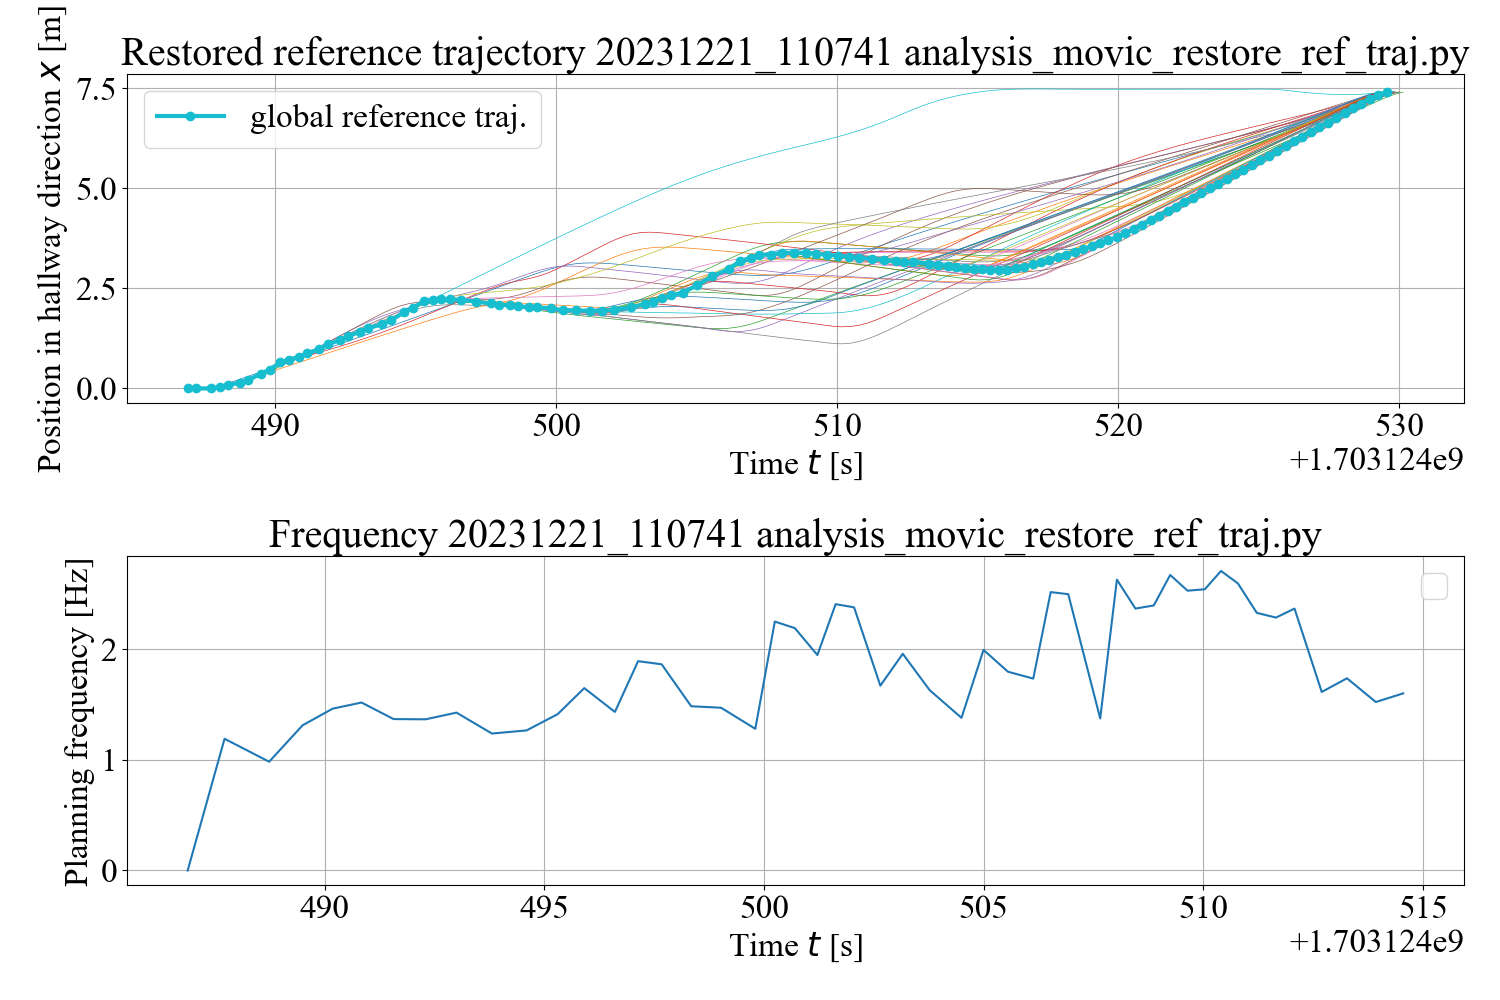 Restored reference trajectory 20231221_110741 analysis_movic_restore_ref_traj.py
Position in hallway direction x [m]
7.5
5.0
2.5
0.0
global reference traj.
490 500 510 520 530
Time t [s]
+1.703124e9
Frequency 20231221_110741 analysis_movic_restore_ref_traj.py
Planning frequency [Hz]
2
1
0
490 495 500 505 510 515
Time t [s]
+1.703124e9